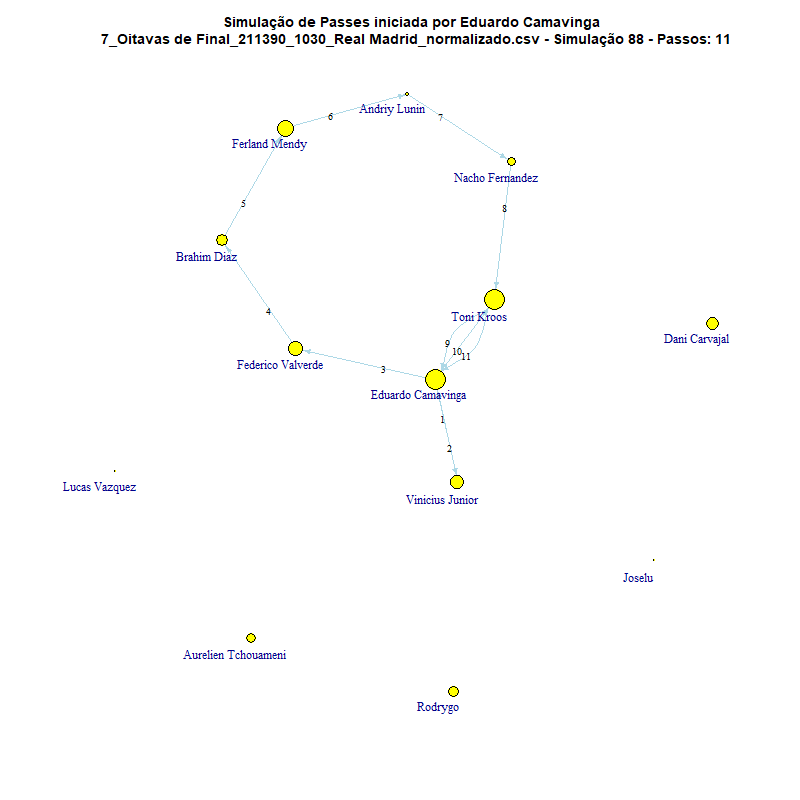 Simulação de Passes iniciada por Eduardo Camavinga
7_Oitavas de Final_211390_1030_Real Madrid_normalizado.csv - Simulação 88 - Passos: 11
Andriy Lunin
6
7
Ferland Mendy
Nacho Fernandez
5
8
Brahim Diaz
4
Toni Kroos
Dani Carvajal
9
10
11
Federico Valverde
3
Eduardo Camavinga
1
2
Lucas Vazquez
Vinicius Junior
Joselu
Aurelien Tchouameni
Rodrygo